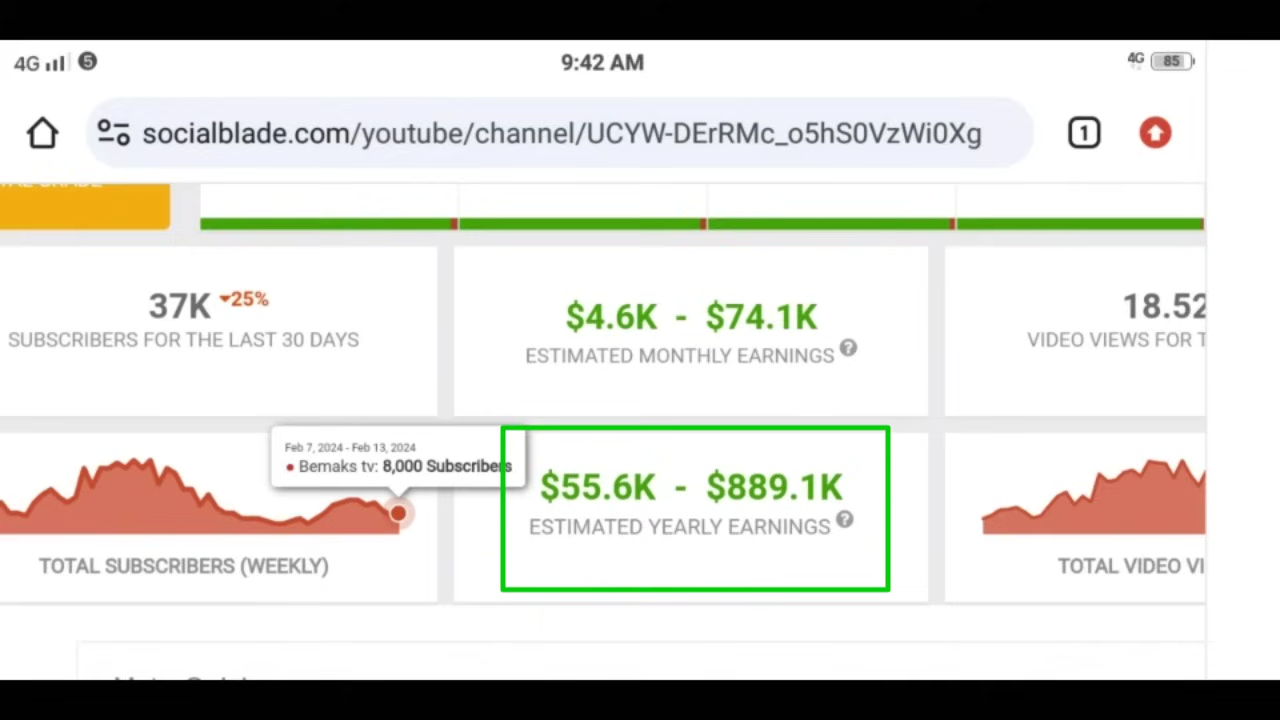 4G 5 9:42 AM 4G 85
socialblade.com/youtube/channel/UCYW-DErRMc_o5hS0VzWi0Xg 1
37K 25%
SUBSCRIBERS FOR THE LAST 30 DAYS
$4.6K - $74.1K
ESTIMATED MONTHLY EARNINGS ?
18.52
VIDEO VIEWS FOR T
Feb 7, 2024 - Feb 13, 2024
Bemaks tv: 8,000 Subscribers
TOTAL SUBSCRIBERS (WEEKLY)
$55.6K - $889.1K
ESTIMATED YEARLY EARNINGS ?
TOTAL VIDEO VI